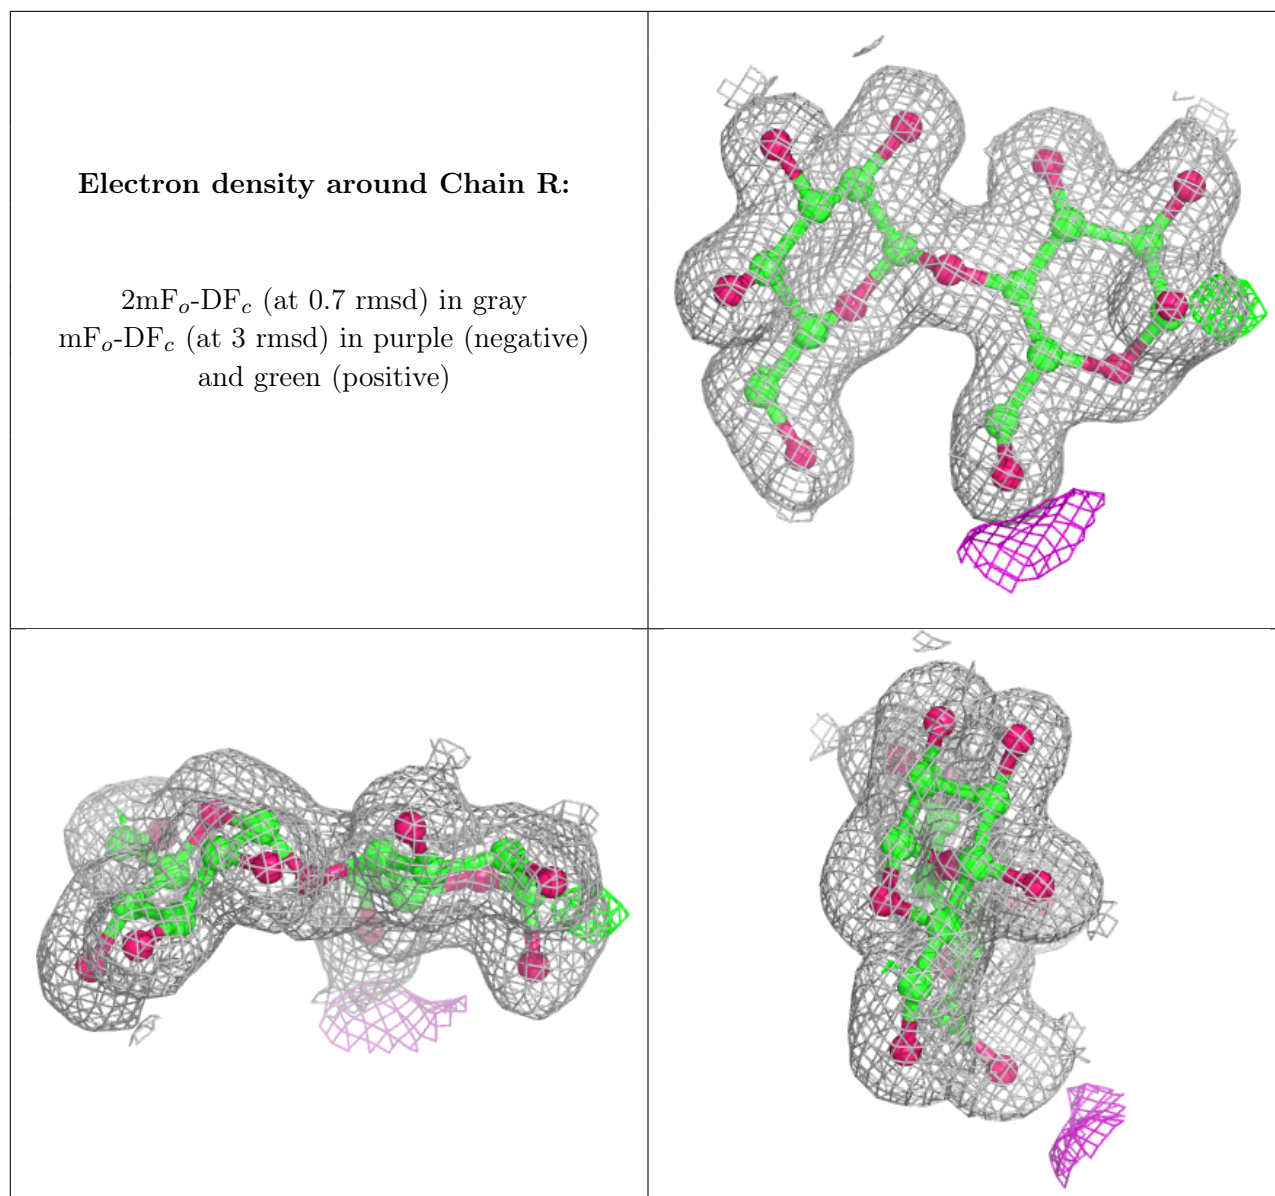 Electron density around Chain R:
2mFₒ-DF𝒸 (at 0.7 rmsd) in gray
mFₒ-DF𝒸 (at 3 rmsd) in purple (negative)
and green (positive)